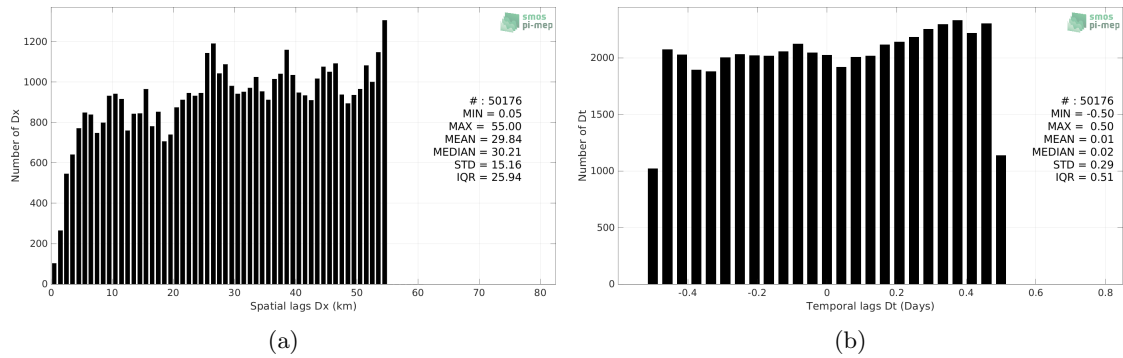 smos
pi-mep
1200
1000
800
600
400
200
0
Number of Dx
# : 50176
MIN = 0.05
MAX = 55.00
MEAN = 29.84
MEDIAN = 30.21
STD = 15.16
IQR = 25.94
0 10 20 30 40 50 60 70 80
Spatial lags Dx (km)
(a)
smos
pi-mep
2000
1500
1000
500
0
Number of Dt
# : 50176
MIN = -0.50
MAX = 0.50
MEAN = 0.01
MEDIAN = 0.02
STD = 0.29
IQR = 0.51
-0.4 -0.2 0 0.2 0.4 0.6 0.8
Temporal lags Dt (Days)
(b)